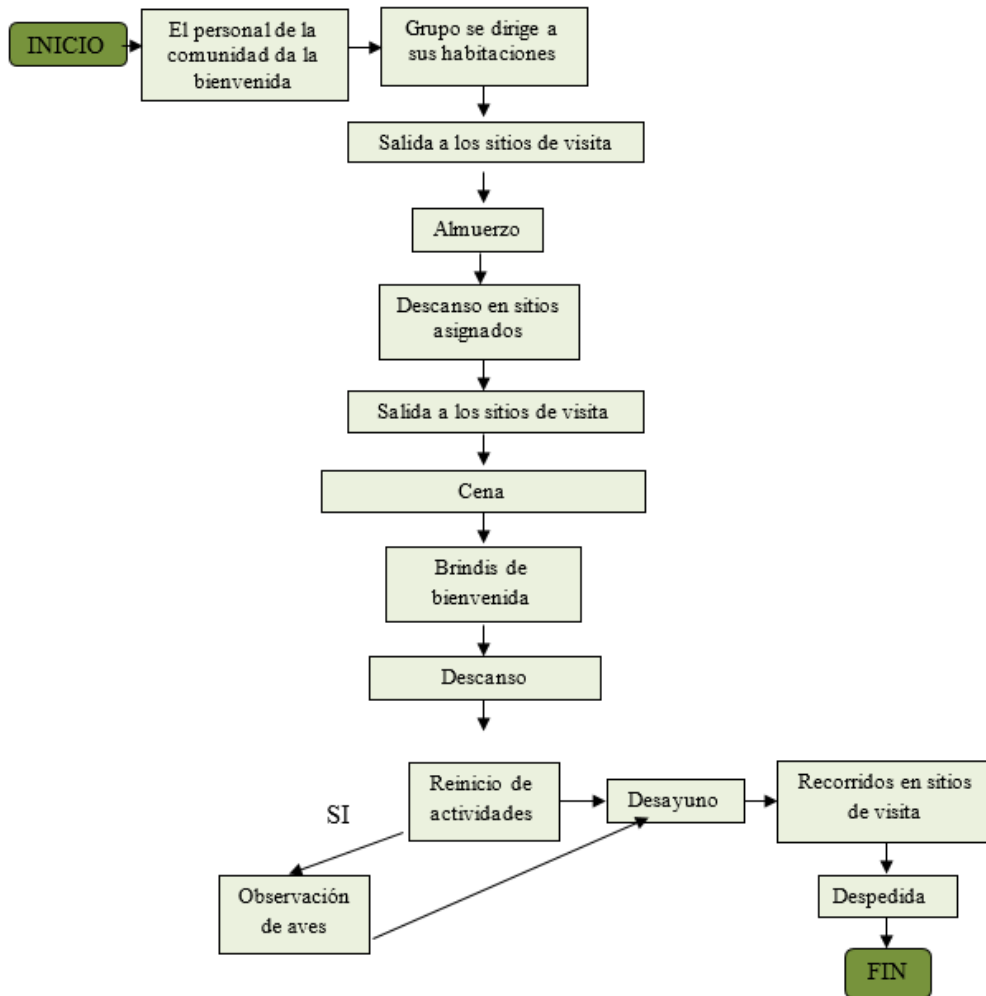 INICIO
El personal de la
comunidad da la
bienvenida
Grupo se dirige a
sus habitaciones
Salida a los sitios de visita
Almuerzo
Descanso en sitios
asignados
Salida a los sitios de visita
Cena
Brindis de
bienvenida
Descanso
Reinicio de
actividades
Desayuno
Recorridos en sitios
de visita
SI
Observación
de aves
Despedida
FIN